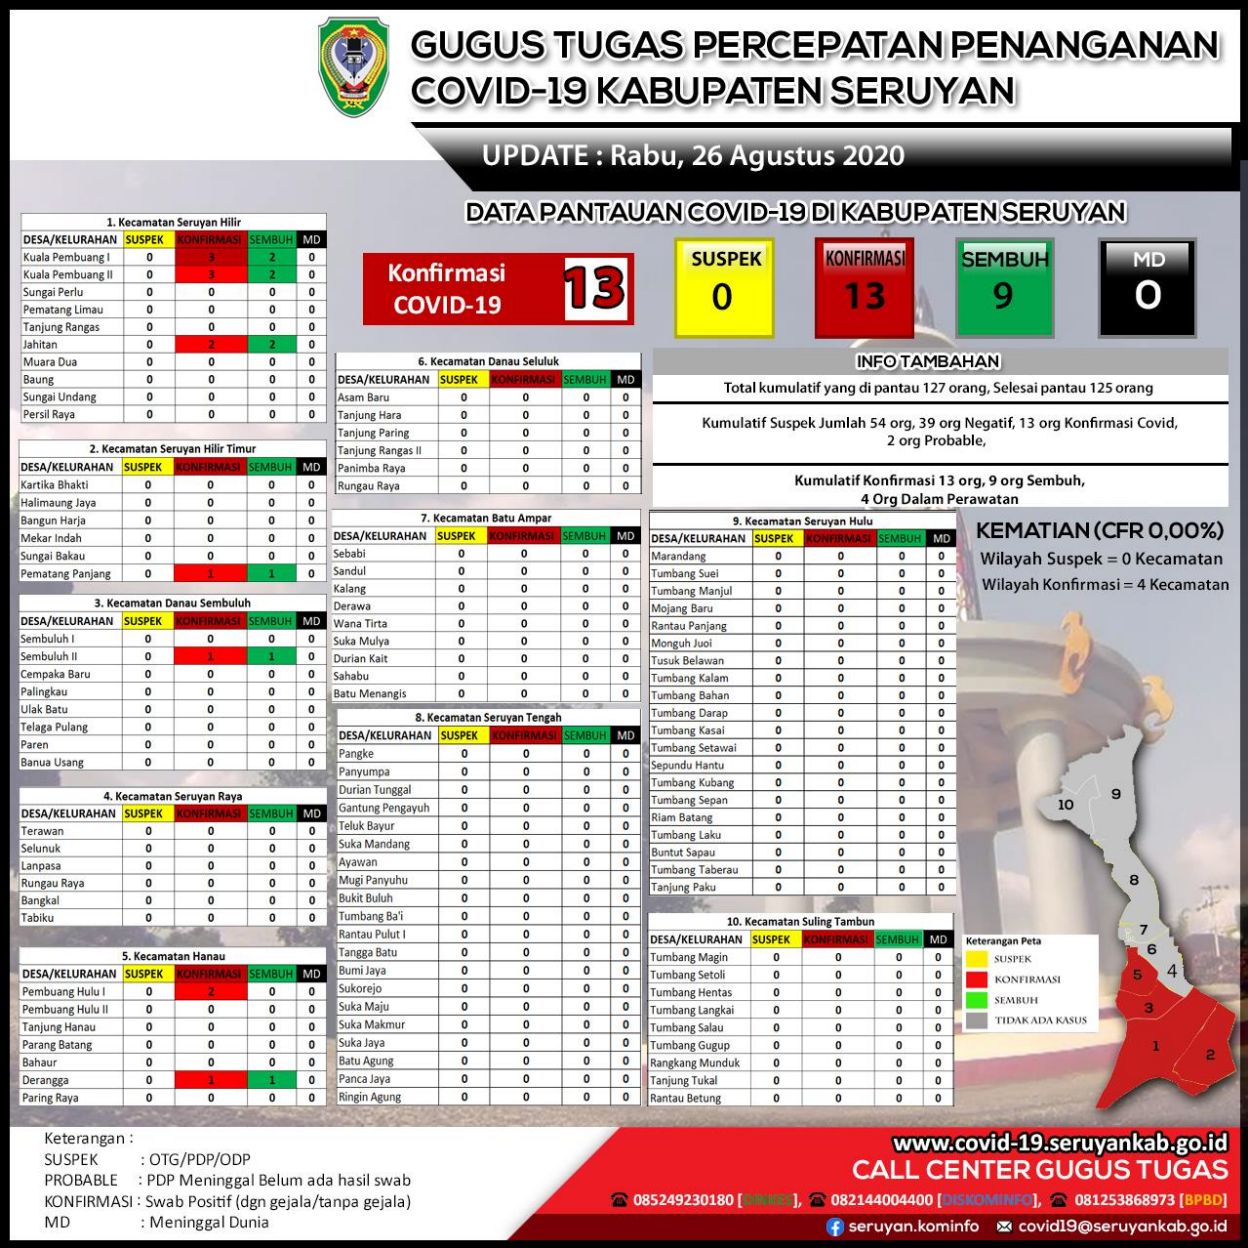 GUGUS TUGAS PERCEPATAN PENANGANAN
COVID-19 KABUPATEN SERUYAN
UPDATE : Rabu, 26 Agustus 2020
DATA PANTAUAN COVID-19 DI KABUPATEN SERUYAN
Konfirmasi
COVID-19
13
SUSPEK
0
KONFIRMASI
13
SEMBUH
9
MD
0
INFO TAMBAHAN
Total kumulatif yang di pantau 127 orang, Selesai pantau 125 orang
Kumulatif Suspek Jumlah 54 org, 39 org Negatif, 13 org Konfirmasi Covid,
2 org Probable,
Kumulatif Konfirmasi 13 org, 9 org Sembuh,
4 Org Dalam Perawatan
KEMATIAN (CFR 0,00%)
Wilayah Suspek = 0 Kecamatan
Wilayah Konfirmasi = 4 Kecamatan
1. Kecamatan Seruyan Hilir
DESA/KELURAHAN SUSPEK KONFIRMASI SEMBUH MD
Kuala Pembuang I 0 3 2 0
Kuala Pembuang II 0 3 2 0
Sungai Perlu 0 0 0 0
Pematang Limau 0 0 0 0
Tanjung Rangas 0 0 0 0
Jahitan 0 2 2 0
Muara Dua 0 0 0 0
Baung 0 0 0 0
Sungai Undang 0 0 0 0
Persil Raya 0 0 0 0
2. Kecamatan Seruyan Hilir Timur
DESA/KELURAHAN SUSPEK KONFIRMASI SEMBUH MD
Kartika Bhakti 0 0 0 0
Halimaung Jaya 0 0 0 0
Bangun Harja 0 0 0 0
Mekar Indah 0 0 0 0
Sungai Bakau 0 0 0 0
Pematang Panjang 0 1 1 0
3. Kecamatan Danau Sembuluh
DESA/KELURAHAN SUSPEK KONFIRMASI SEMBUH MD
Sembuluh I 0 0 0 0
Sembuluh II 0 1 1 0
Cempaka Baru 0 0 0 0
Palingkau 0 0 0 0
Ulak Batu 0 0 0 0
Telaga Pulang 0 0 0 0
Paren 0 0 0 0
Banua Usang 0 0 0 0
4. Kecamatan Seruyan Raya
DESA/KELURAHAN SUSPEK KONFIRMASI SEMBUH MD
Terawan 0 0 0 0
Selunuk 0 0 0 0
Lanpasa 0 0 0 0
Rungau Raya 0 0 0 0
Bangkal 0 0 0 0
Tabiku 0 0 0 0
5. Kecamatan Hanau
DESA/KELURAHAN SUSPEK KONFIRMASI SEMBUH MD
Pembuang Hulu I 0 2 0 0
Pembuang Hulu II 0 0 0 0
Tanjung Hanau 0 0 0 0
Parang Batang 0 0 0 0
Bahaur 0 0 0 0
Derangga 0 1 1 0
Paring Raya 0 0 0 0
6. Kecamatan Danau Seluluk
DESA/KELURAHAN SUSPEK KONFIRMASI SEMBUH MD
Asam Baru 0 0 0 0
Tanjung Hara 0 0 0 0
Tanjung Paring 0 0 0 0
Tanjung Rangas II 0 0 0 0
Panimba Raya 0 0 0 0
Rungau Raya 0 0 0 0
7. Kecamatan Batu Ampar
DESA/KELURAHAN SUSPEK KONFIRMASI SEMBUH MD
Sebabi 0 0 0 0
Sandul 0 0 0 0
Kalang 0 0 0 0
Derawa 0 0 0 0
Wana Tirta 0 0 0 0
Suka Mulya 0 0 0 0
Durian Kait 0 0 0 0
Sahabu 0 0 0 0
Batu Menangis 0 0 0 0
8. Kecamatan Seruyan Tengah
DESA/KELURAHAN SUSPEK KONFIRMASI SEMBUH MD
Pangke 0 0 0 0
Panyumpa 0 0 0 0
Durian Tunggal 0 0 0 0
Gantung Pengayuh 0 0 0 0
Teluk Bayur 0 0 0 0
Suka Mandang 0 0 0 0
Ayawan 0 0 0 0
Mugi Panyuhu 0 0 0 0
Bukit Buluh 0 0 0 0
Tumbang Ba'i 0 0 0 0
Rantau Pulut I 0 0 0 0
Tangga Batu 0 0 0 0
Bumi Jaya 0 0 0 0
Sukorejo 0 0 0 0
Suka Maju 0 0 0 0
Suka Makmur 0 0 0 0
Suka Jaya 0 0 0 0
Batu Agung 0 0 0 0
Panca Jaya 0 0 0 0
Ringin Agung 0 0 0 0
9. Kecamatan Seruyan Hulu
DESA/KELURAHAN SUSPEK KONFIRMASI SEMBUH MD
Marandang 0 0 0 0
Tumbang Suei 0 0 0 0
Tumbang Manjul 0 0 0 0
Mojang Baru 0 0 0 0
Rantau Panjang 0 0 0 0
Monguh Juoi 0 0 0 0
Tusuk Belawan 0 0 0 0
Tumbang Kalam 0 0 0 0
Tumbang Bahan 0 0 0 0
Tumbang Darap 0 0 0 0
Tumbang Kasai 0 0 0 0
Tumbang Setawai 0 0 0 0
Sepundu Hantu 0 0 0 0
Tumbang Kubang 0 0 0 0
Tumbang Sepan 0 0 0 0
Riam Batang 0 0 0 0
Tumbang Laku 0 0 0 0
Buntut Sapau 0 0 0 0
Tumbang Taberau 0 0 0 0
Tanjung Paku 0 0 0 0
10. Kecamatan Suling Tambun
DESA/KELURAHAN SUSPEK KONFIRMASI SEMBUH MD
Tumbang Magin 0 0 0 0
Tumbang Setoli 0 0 0 0
Tumbang Hentas 0 0 0 0
Tumbang Langkai 0 0 0 0
Tumbang Salau 0 0 0 0
Tumbang Gugup 0 0 0 0
Rangkang Munduk 0 0 0 0
Tanjung Tukal 0 0 0 0
Rantau Betung 0 0 0 0
Keterangan Peta
SUSPEK
KONFIRMASI
SEMBUH
TIDAK ADA KASUS
10
9
8
7
6
5
4
3
1
2
Keterangan :
SUSPEK : OTG/PDP/ODP
PROBABLE : PDP Meninggal Belum ada hasil swab
KONFIRMASI : Swab Positif (dgn gejala/tanpa gejala)
MD : Meninggal Dunia
www.covid-19.seruyankab.go.id
CALL CENTER GUGUS TUGAS
085249230180 [DINKES], 082144004400 [DISKOMINFO], 081253868973 [BPBD]
seruyan.kominfo covid19@seruyankab.go.id